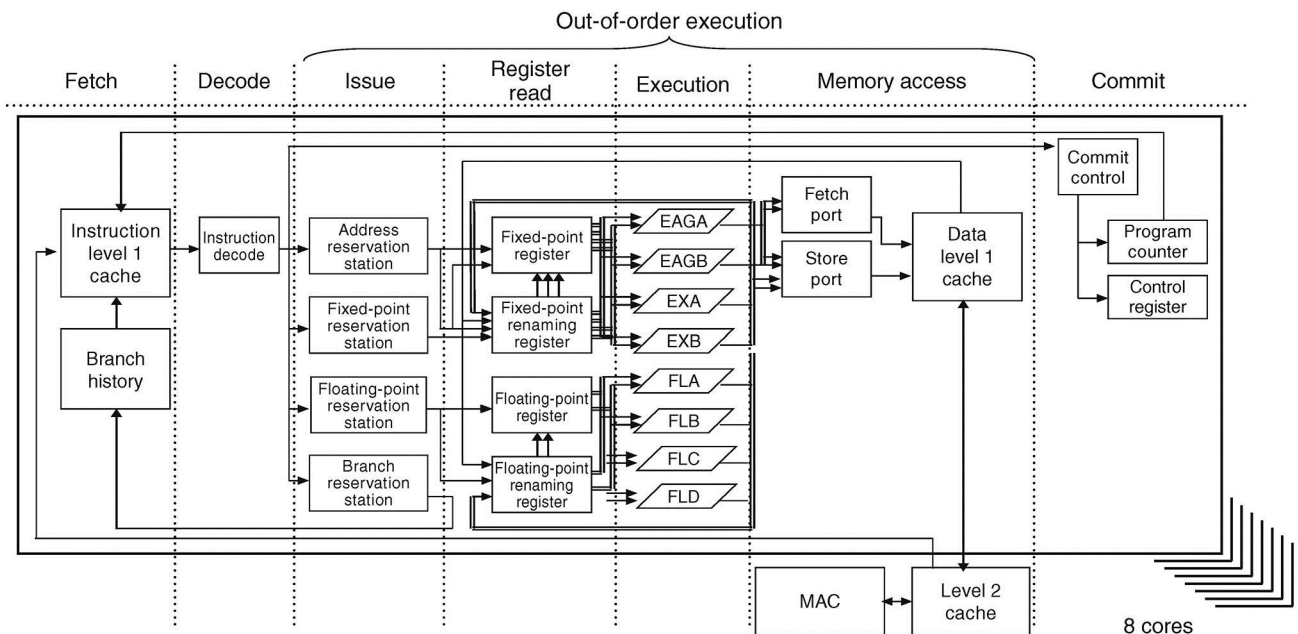 Out-of-order execution
Fetch
Decode
Issue
Register
read
Execution
Memory access
Commit
Instruction
level 1
cache
Branch
history
Instruction
decode
Address
reservation
station
Fixed-point
reservation
station
Floating-point
reservation
station
Branch
reservation
station
Fixed-point
register
Fixed-point
renaming
register
Floating-point
register
Floating-point
renaming
register
EAGA
EAGB
EXA
EXB
FLA
FLB
FLC
FLD
Fetch
port
Store
port
Data
level 1
cache
Commit
control
Program
counter
Control
register
MAC
Level 2
cache
8 cores